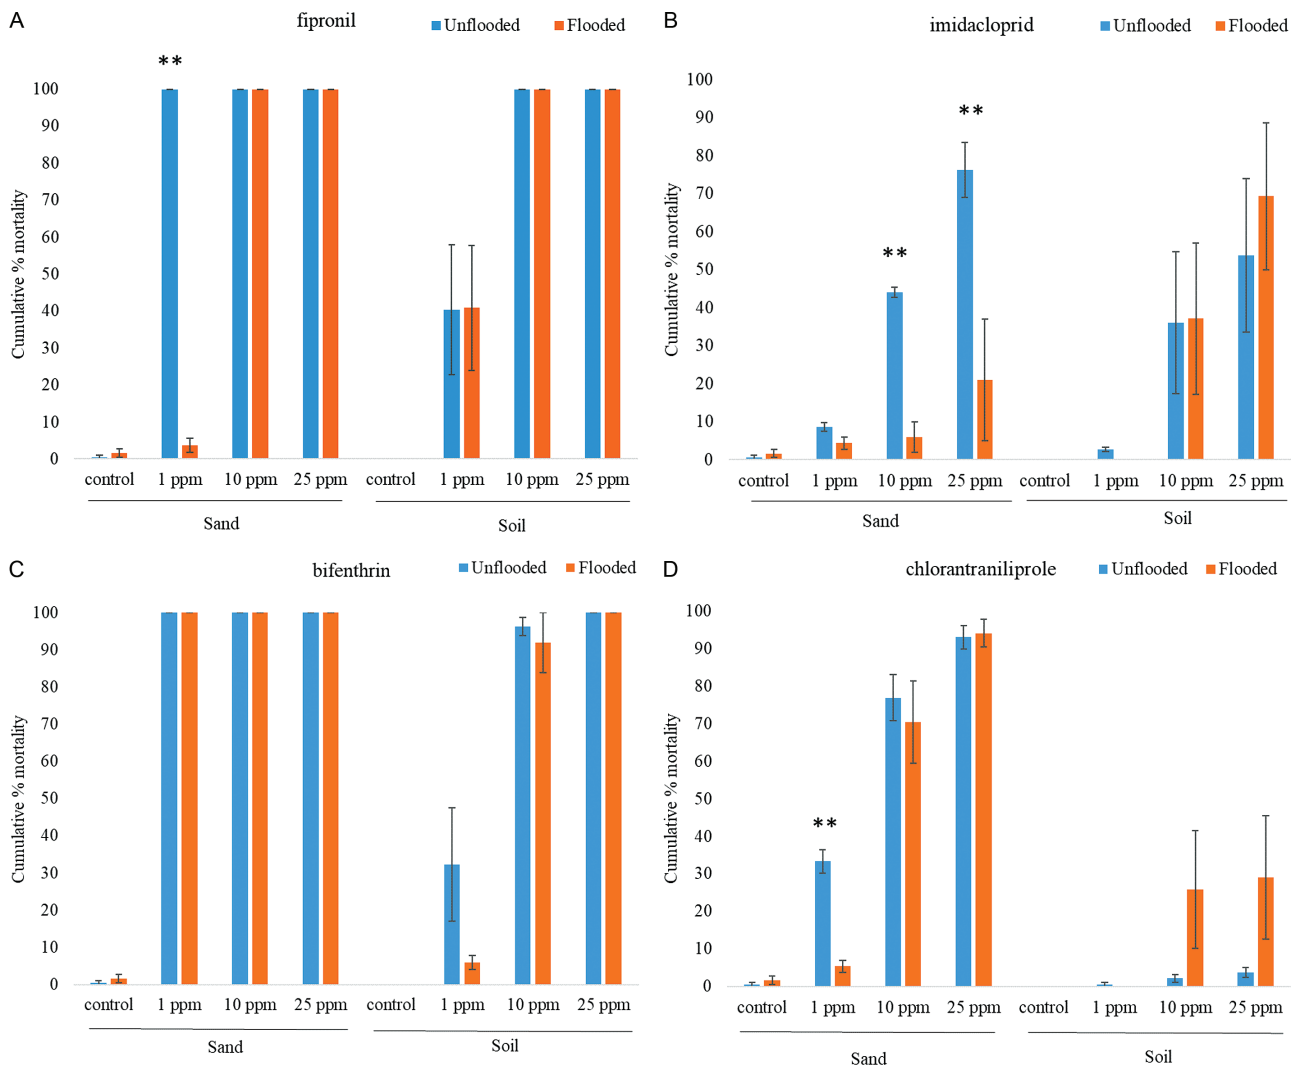 A
fipronil
Unflooded
Flooded
**
100
90
80
70
60
50
40
30
20
10
0
Cumulative % mortality
control
1 ppm
10 ppm
25 ppm
control
1 ppm
10 ppm
25 ppm
Sand
Soil
B
imidacloprid
Unflooded
Flooded
**
**
100
90
80
70
60
50
40
30
20
10
0
Cumulative % mortality
control
1 ppm
10 ppm
25 ppm
control
1 ppm
10 ppm
25 ppm
Sand
Soil
C
bifenthrin
Unflooded
Flooded
100
90
80
70
60
50
40
30
20
10
0
Cumulative % mortality
control
1 ppm
10 ppm
25 ppm
control
1 ppm
10 ppm
25 ppm
Sand
Soil
D
chlorantraniliprole
Unflooded
Flooded
**
100
90
80
70
60
50
40
30
20
10
0
Cumulative % mortality
control
1 ppm
10 ppm
25 ppm
control
1 ppm
10 ppm
25 ppm
Sand
Soil